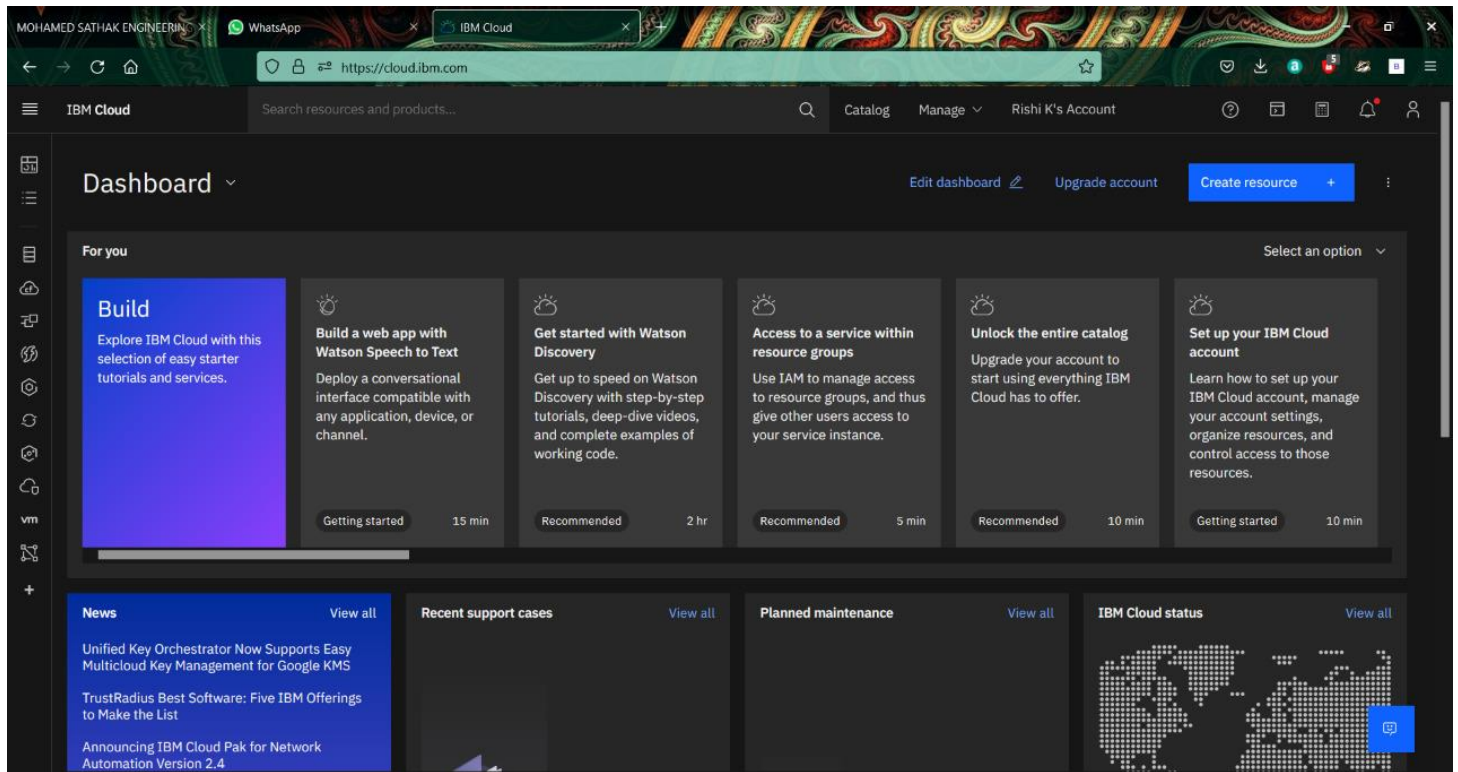 MOHAMED SATHAK ENGINEERING
WhatsApp
IBM Cloud
https://cloud.ibm.com
5
a
B
IBM Cloud
Search resources and products...
Catalog
Manage
Rishi K's Account
Dashboard
Edit dashboard
Upgrade account
Create resource +
For you
Select an option
Build
Explore IBM Cloud with this
selection of easy starter
tutorials and services.
Build a web app with
Watson Speech to Text
Deploy a conversational
interface compatible with
any application, device, or
channel.
Getting started 15 min
Get started with Watson
Discovery
Get up to speed on Watson
Discovery with step-by-step
tutorials, deep-dive videos,
and complete examples of
working code.
Recommended 2 hr
Access to a service within
resource groups
Use IAM to manage access
to resource groups, and thus
give other users access to
your service instance.
Recommended 5 min
Unlock the entire catalog
Upgrade your account to
start using everything IBM
Cloud has to offer.
Recommended 10 min
Set up your IBM Cloud
account
Learn how to set up your
IBM Cloud account, manage
your account settings,
organize resources, and
control access to those
resources.
Getting started 10 min
vm
News View all
Unified Key Orchestrator Now Supports Easy
Multicloud Key Management for Google KMS
TrustRadius Best Software: Five IBM Offerings
to Make the List
Announcing IBM Cloud Pak for Network
Automation Version 2.4
Recent support cases View all
Planned maintenance View all
IBM Cloud status View all